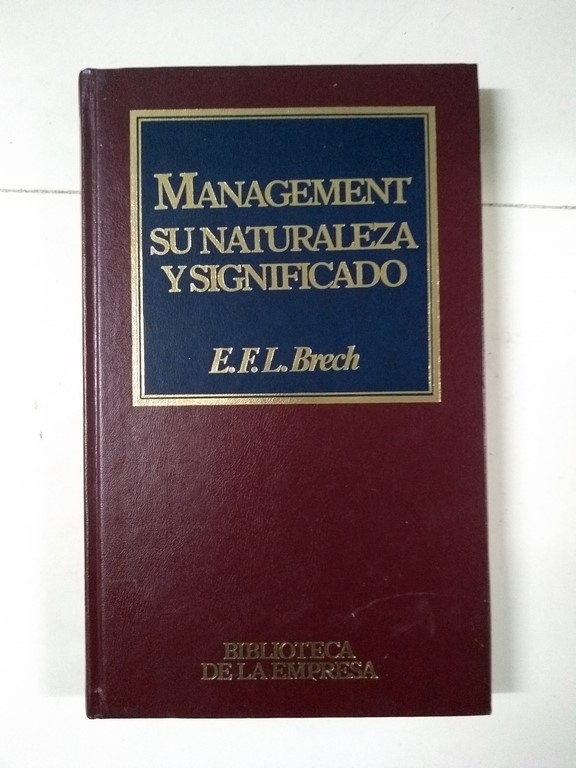 MANAGEMENT
SU NATURALEZA
Y SIGNIFICADO
E. F. L. Brech
BIBLIOTECA
DE LA EMPRESA